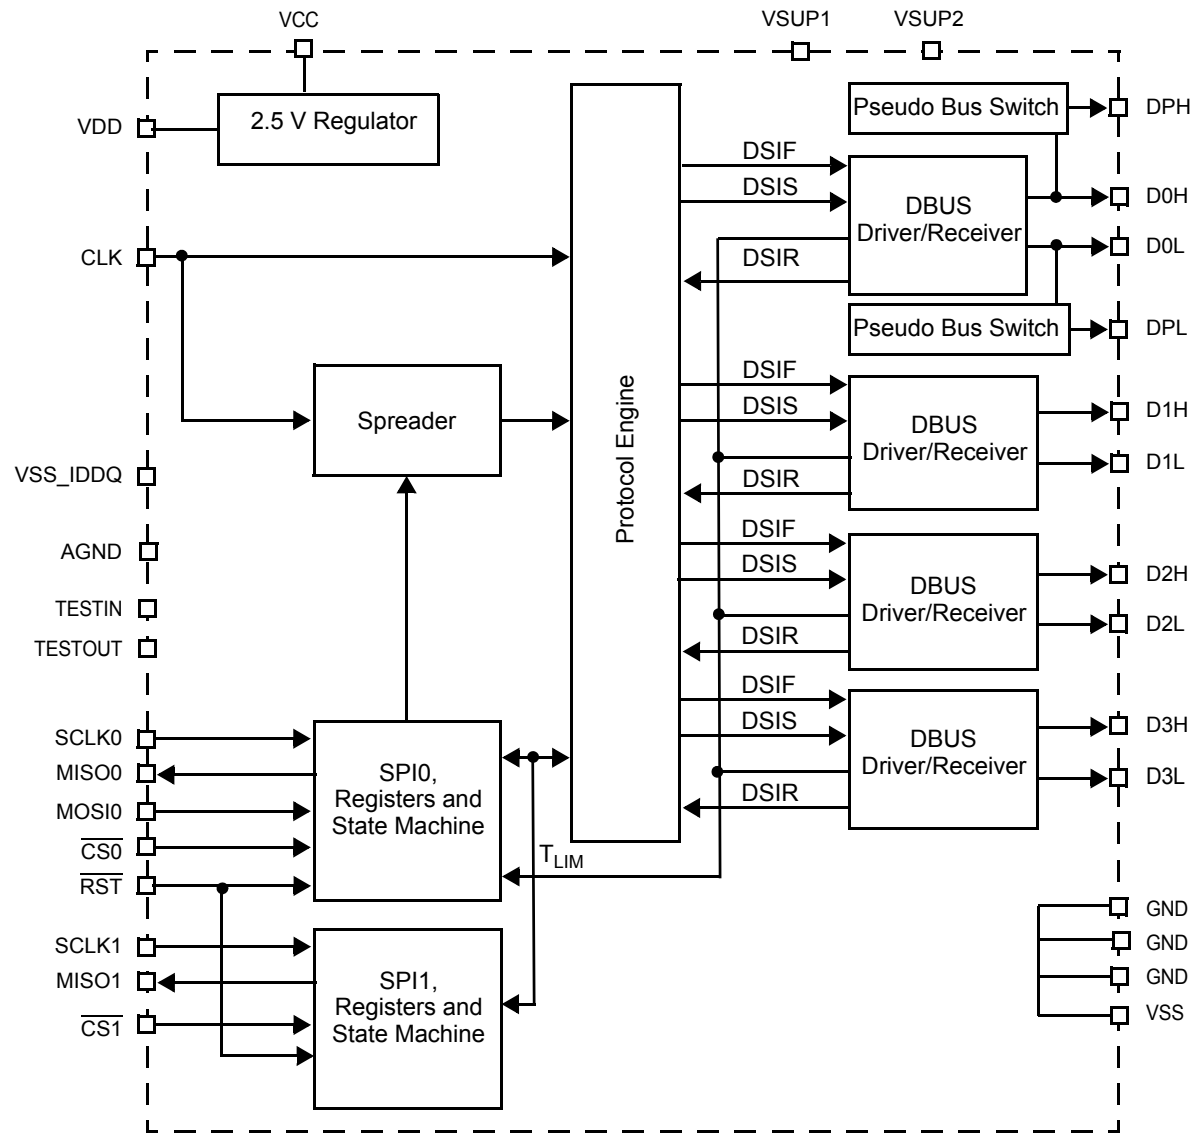 VCC
VSUP1
VSUP2
VDD
2.5 V Regulator
Pseudo Bus Switch
DPH
DSIF
DSIS
DBUS
Driver/Receiver
DSIR
D0H
D0L
CLK
Pseudo Bus Switch
DPL
Spreader
Protocol Engine
DSIF
DSIS
DBUS
Driver/Receiver
DSIR
D1H
D1L
VSS_IDDQ
AGND
TESTIN
TESTOUT
DSIF
DSIS
DBUS
Driver/Receiver
DSIR
D2H
D2L
DSIF
DSIS
DBUS
Driver/Receiver
DSIR
D3H
D3L
SCLK0
MISO0
MOSI0
CS0
RST
SPI0,
Registers and
State Machine
TLIM
SCLK1
MISO1
CS1
SPI1,
Registers and
State Machine
GND
GND
GND
VSS